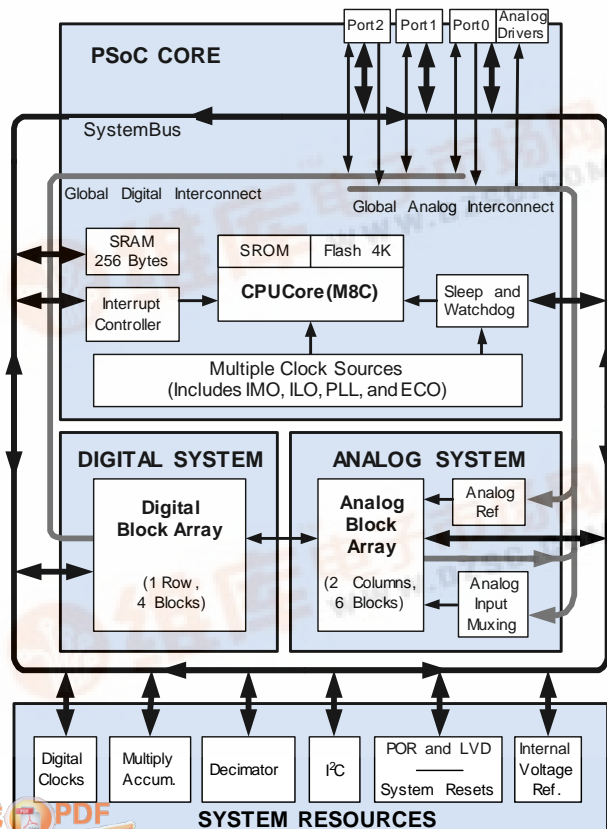 Port2
Port1
Port0
Analog
Drivers
PSoC CORE
SystemBus
Global Digital Interconnect
Global Analog Interconnect
SRAM
256 Bytes
SROM
Flash 4K
CPUCore(M8C)
Interrupt
Controller
Sleep and
Watchdog
Multiple Clock Sources
(Includes IMO, ILO, PLL, and ECO)
DIGITAL SYSTEM
ANALOG SYSTEM
Digital
Block Array
(1 Row,
4 Blocks)
Analog
Block
Array
(2 Columns,
6 Blocks)
Analog
Ref
Analog
Input
Muxing
Digital
Clocks
Multiply
Accum.
Decimator
I²C
POR and LVD
System Resets
Internal
Voltage
Ref.
SYSTEM RESOURCES
PDF